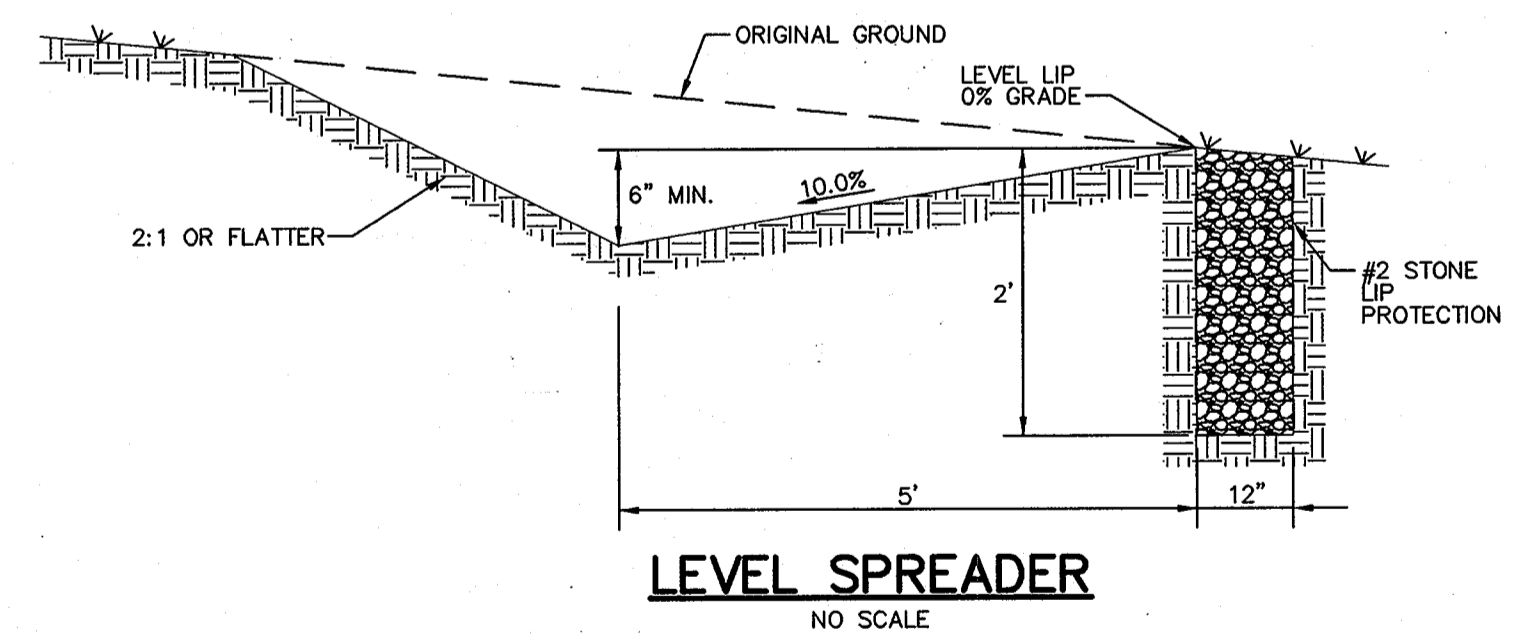 ORIGINAL GROUND
LEVEL LIP
0% GRADE
6" MIN.
10.0%
2:1 OR FLATTER
2'
#2 STONE
LIP
PROTECTION
5'
12"
LEVEL SPREADER
NO SCALE